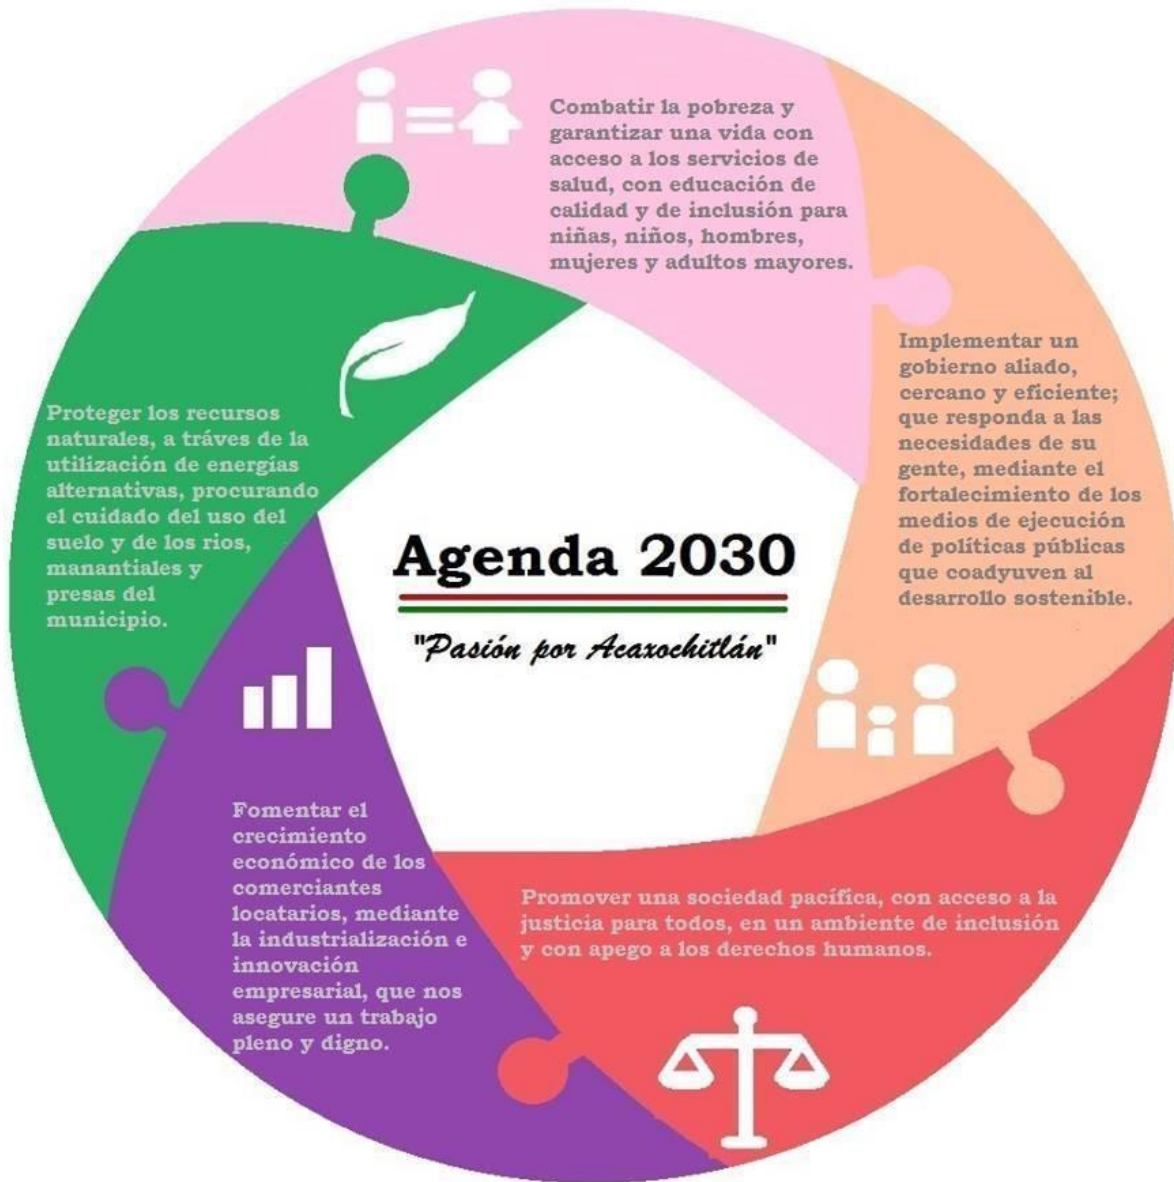 Combatir la pobreza y
garantizar una vida con
acceso a los servicios de
salud, con educación de
calidad y de inclusión para
niñas, niños, hombres,
mujeres y adultos mayores.
Implementar un
gobierno aliado,
cercano y eficiente;
que responda a las
necesidades de su
gente, mediante el
fortalecimiento de los
medios de ejecución
de políticas públicas
que coadyuven al
desarrollo sostenible.
Proteger los recursos
naturales, a tráves de la
utilización de energías
alternativas, procurando
el cuidado del uso del
suelo y de los rios,
manantiales y
presas del
municipio.
Agenda 2030
"Pasión por Acaxochitlán"
Fomentar el
crecimiento
económico de los
comerciantes
locatarios, mediante
la industrialización e
innovación
empresarial, que nos
asegure un trabajo
pleno y digno.
Promover una sociedad pacífica, con acceso a la
justicia para todos, en un ambiente de inclusión
y con apego a los derechos humanos.